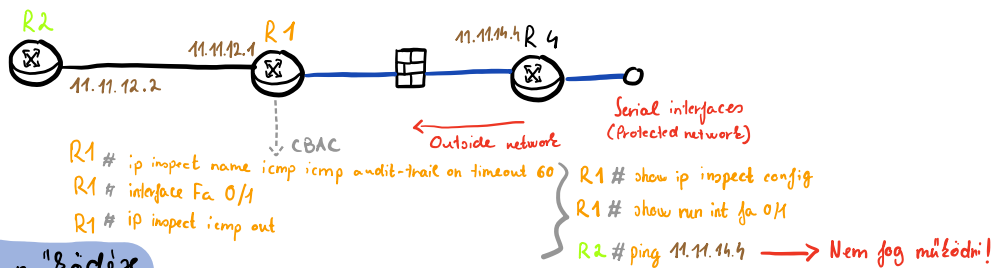 R2
R1
R4
11.11.12.1
11.11.14.4
11.11.12.2
Serial interfaces
(Protected network)
Outside network
CBAC
R1 # ip inspect name icmp icmp audit-trail on timeout 60
R1 # interface Fa 0/1
R1 # ip inspect icmp out
R1 # show ip inspect config
R1 # show run int fa 0/1
R2 # ping 11.11.14.4 → Nem fog működni!